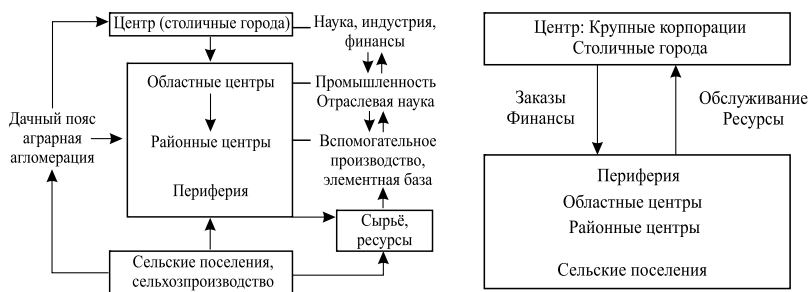 Центр (столичные города)
Наука, индустрия,
финансы
Областные центры
Промышленность
Отраслевая наука
Дачный пояс
аграрная
агломерация
Районные центры
Вспомогательное
производство,
элементная база
Периферия
Сырьё,
ресурсы
Сельские поселения,
сельхозпроизводство
Центр: Крупные корпорации
Столичные города
Заказы
Финансы
Обслуживание
Ресурсы
Периферия
Областные центры
Районные центры
Сельские поселения